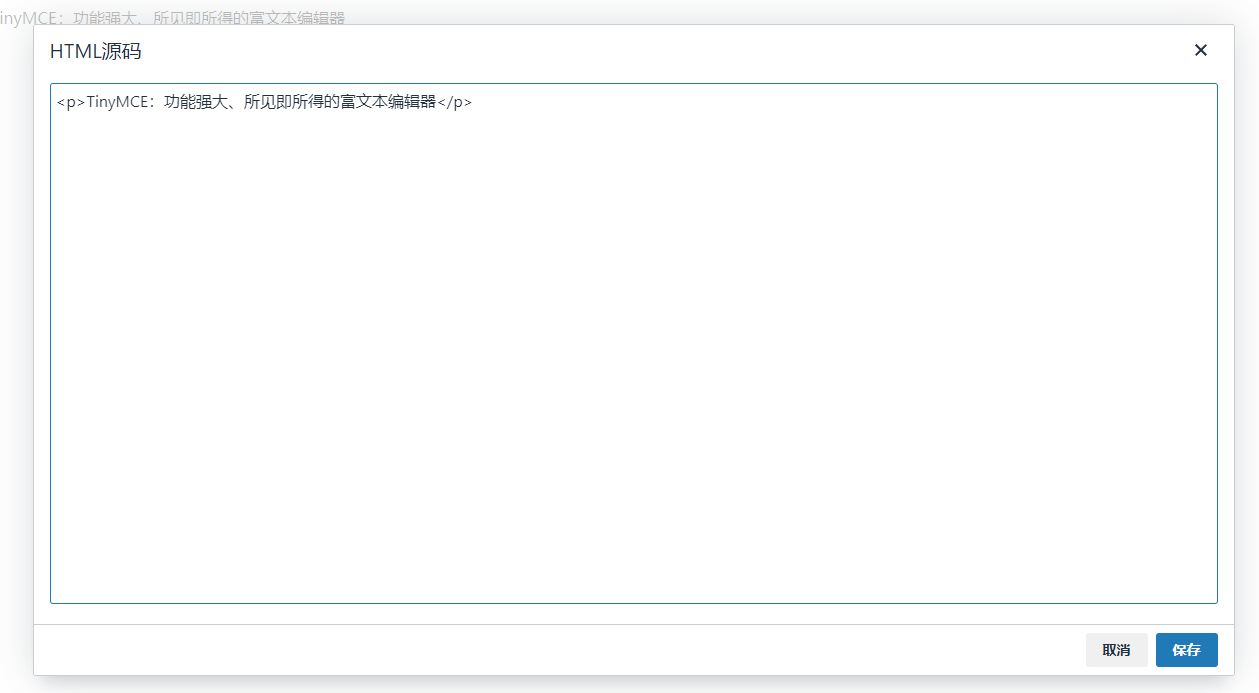 inyMCE：功能强大、所见即所得的富文本编辑器
HTML源码
<p>TinyMCE：功能强大、所见即所得的富文本编辑器</p>
取消
保存